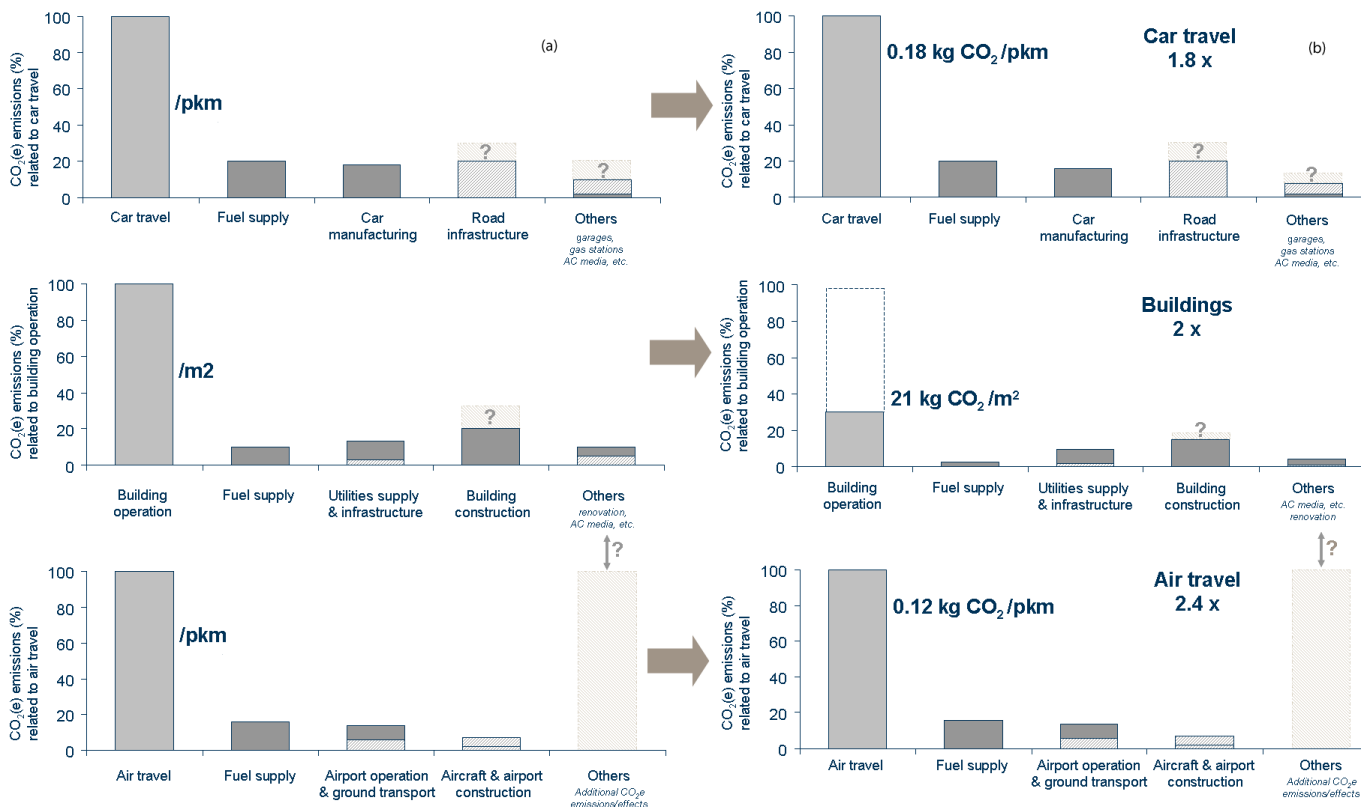 (a)
CO2(e) emissions (%)
related to car travel
100
80
60
40
20
0
/pkm
?
?
Car travel
Fuel supply
Car
manufacturing
Road
infrastructure
Others
garages,
gas stations
AC media, etc.
(b)
Car travel
1.8 x
CO2(e) emissions (%)
related to car travel
100
80
60
40
20
0
0.18 kg CO2 /pkm
?
?
Car travel
Fuel supply
Car
manufacturing
Road
infrastructure
Others
garages,
gas stations
AC media, etc.
CO2(e) emissions (%)
related to building operation
100
80
60
40
20
0
/m2
?
Building
operation
Fuel supply
Utilities supply
& infrastructure
Building
construction
Others
renovation,
AC media, etc.
Buildings
2 x
CO2(e) emissions (%)
related to building operation
100
80
60
40
20
0
21 kg CO2 /m²
?
Building
operation
Fuel supply
Utilities supply
& infrastructure
Building
construction
Others
AC media, etc.
renovation
?
CO2(e) emissions (%)
related to air travel
100
80
60
40
20
0
/pkm
Air travel
Fuel supply
Airport operation
& ground transport
Aircraft & airport
construction
Others
Additional CO2e
emissions/effects
?
Air travel
2.4 x
CO2(e) emissions (%)
related to air travel
100
80
60
40
20
0
0.12 kg CO2 /pkm
Air travel
Fuel supply
Airport operation
& ground transport
Aircraft & airport
construction
Others
Additional CO2e
emissions/effects